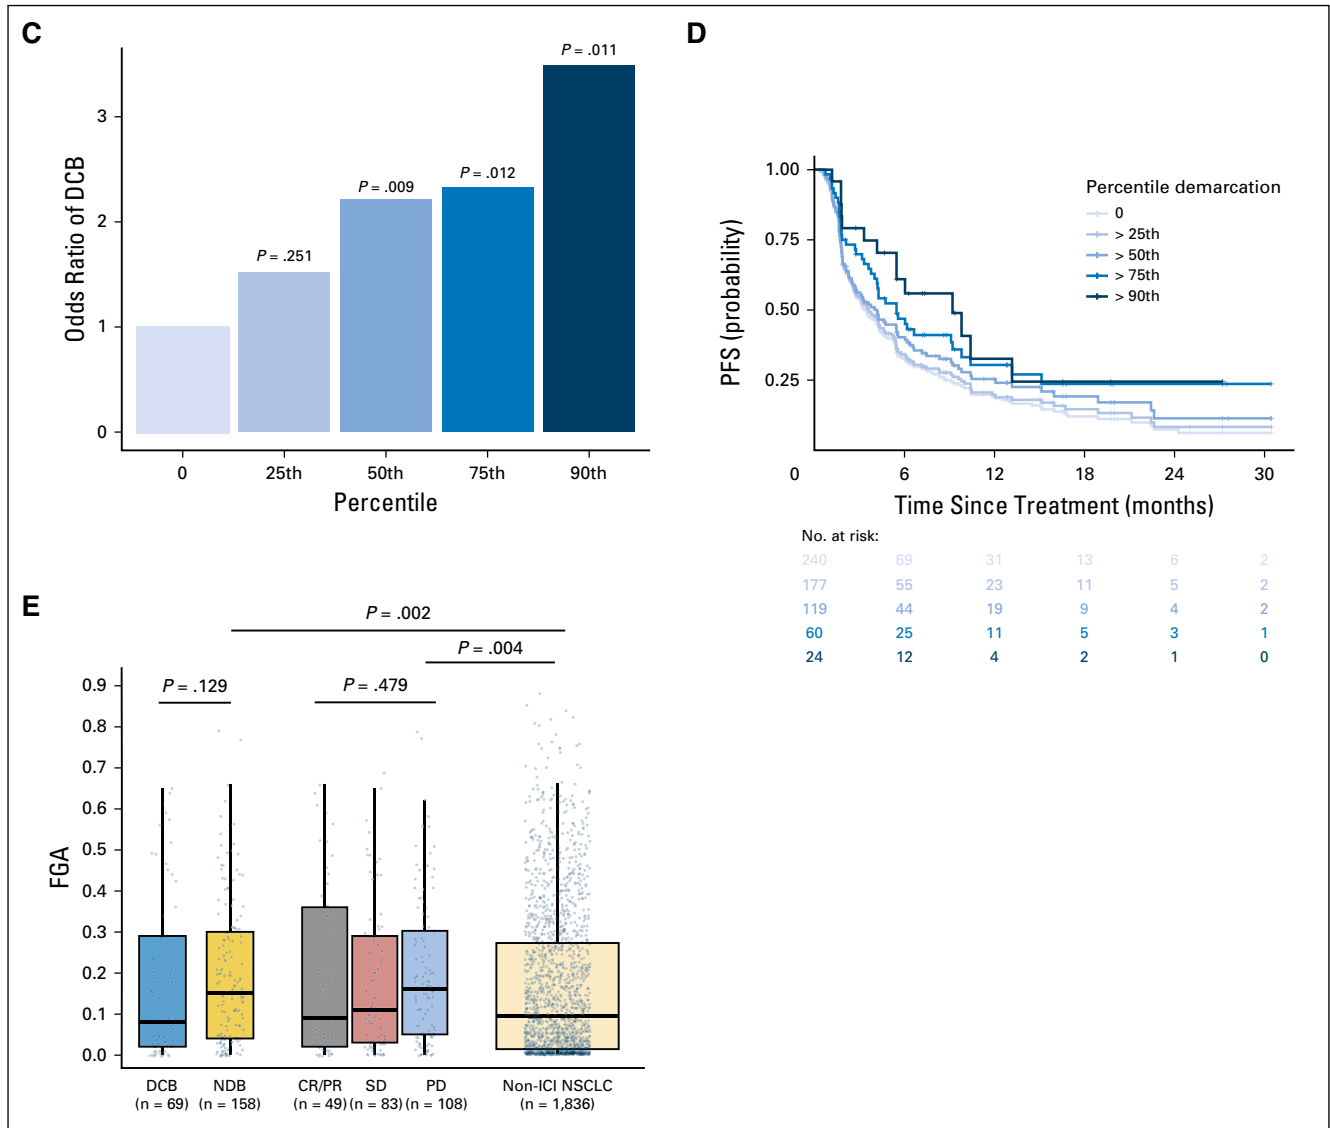 C
P = .011
P = .012
P = .009
P = .251
Odds Ratio of DCB
3
2
1
0
0 25th 50th 75th 90th
Percentile
D
1.00
0.75
0.50
0.25
PFS (probability)
Percentile demarcation
0
> 25th
> 50th
> 75th
> 90th
0 6 12 18 24 30
Time Since Treatment (months)
No. at risk:
240 69 31 13 6 2
177 55 23 11 5 2
119 44 19 9 4 2
60 25 11 5 3 1
24 12 4 2 1 0
E
P = .002
P = .004
P = .129
P = .479
FGA
0.9
0.8
0.7
0.6
0.5
0.4
0.3
0.2
0.1
0.0
DCB NDB CR/PR SD PD Non-ICI NSCLC
(n = 69) (n = 158) (n = 49) (n = 83) (n = 108) (n = 1,836)